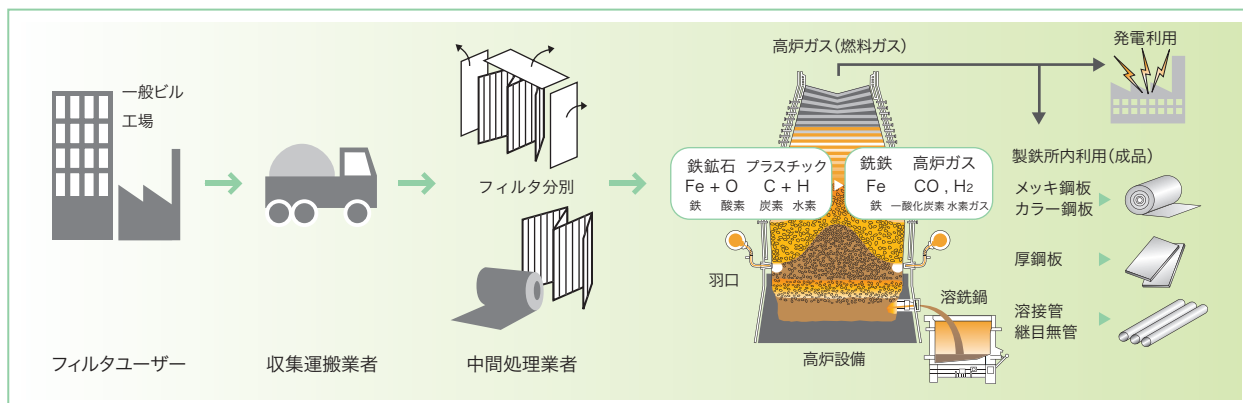 一般ビル
工場
フィルタユーザー
収集運搬業者
フィルタ分別
中間処理業者
高炉ガス(燃料ガス)
鉄鉱石 プラスチック
Fe + O C + H
鉄 酸素 炭素 水素
銑鉄 高炉ガス
Fe CO , H2
鉄 一酸化炭素 水素ガス
羽口
高炉設備
溶銑鍋
発電利用
製鉄所内利用(成品)
メッキ鋼板
カラー鋼板
厚鋼板
溶接管
継目無管